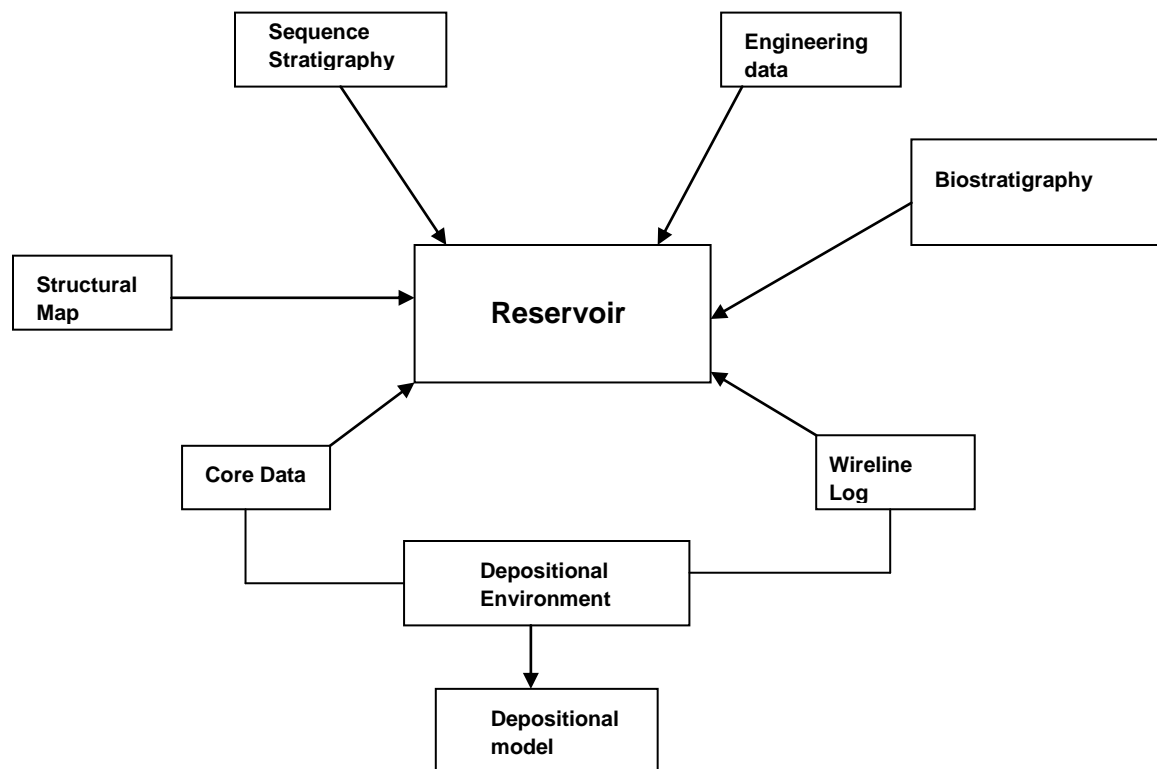 Sequence
Stratigraphy
Engineering
data
Biostratigraphy
Structural
Map
Reservoir
Core Data
Wireline
Log
Depositional
Environment
Depositional
model